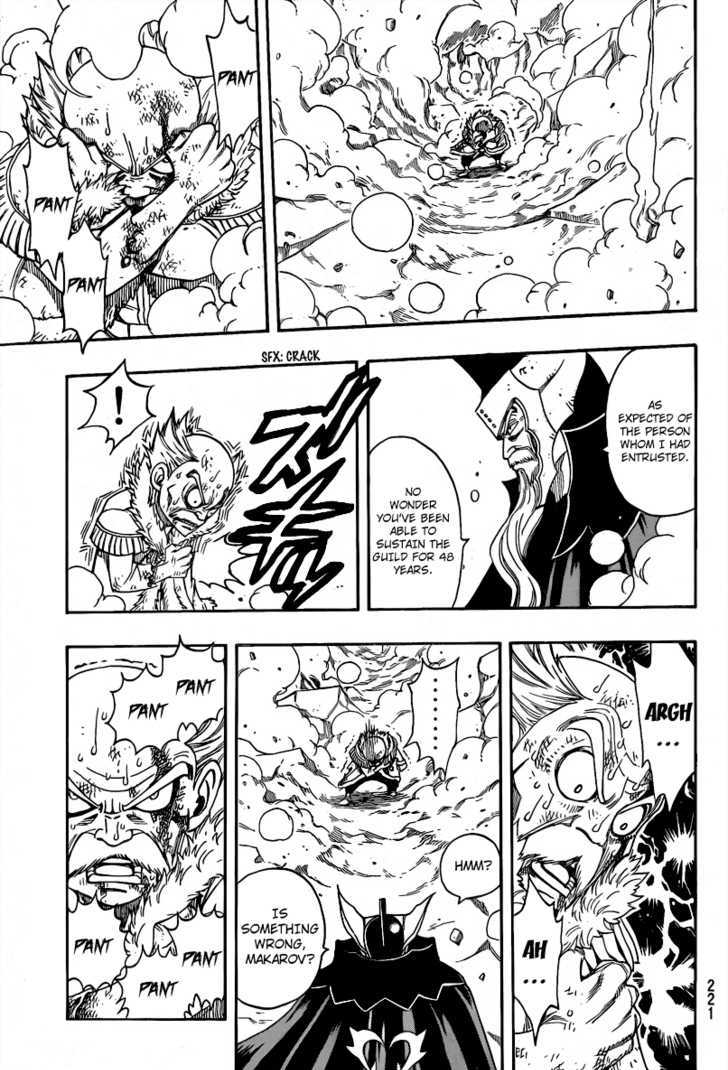 PANT
PANT
PANT
AS
EXPECTED OF
THE PERSON
WHOM I HAD
ENTRUSTED.
NO
WONDER
YOU'VE BEEN
ABLE TO
SUSTAIN THE
GUILD FOR 48
YEARS.
SFX: CRACK
!
ARGH
...
AH
...
......
HMM?
IS
SOMETHING
WRONG,
MAKAROV?
PANT
PANT
PANT
PANT
PANT
221